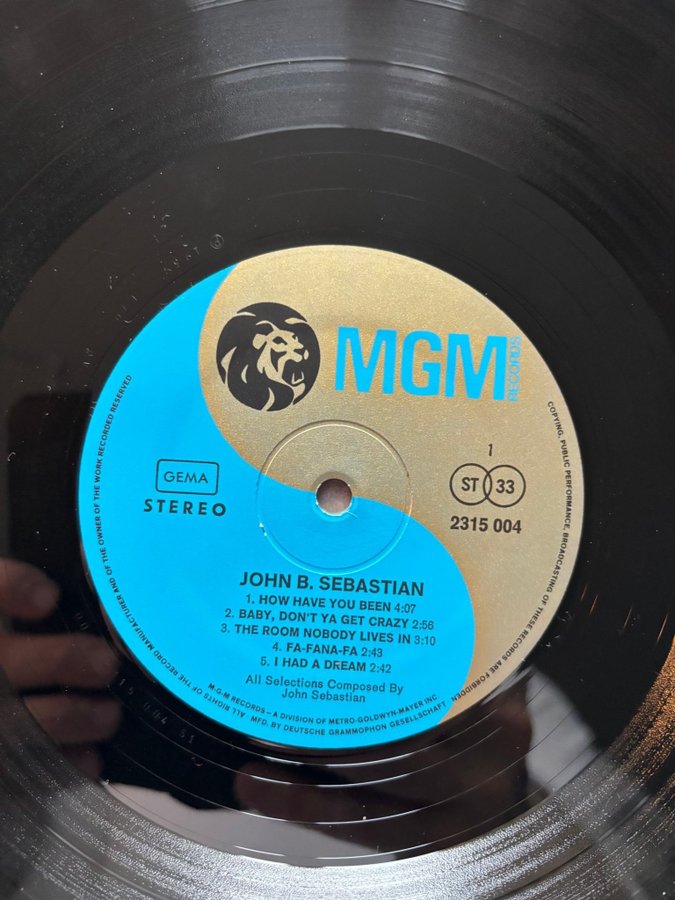 MGM
RECORDS
1
ST 33
2315 004
GEMA
STEREO
JOHN B. SEBASTIAN
1. HOW HAVE YOU BEEN 4:07
2. BABY, DON'T YA GET CRAZY 2:56
3. THE ROOM NOBODY LIVES IN 3:10
4. FA-FANA-FA 2:43
5. I HAD A DREAM 2:42
All Selections Composed By
John Sebastian
M-G-M RECORDS – A DIVISION OF METRO-GOLDWYN-MAYER INC
MFD. BY DEUTSCHE GRAMMOPHON GESELLSCHAFT
ALL RIGHTS OF THE RECORD MANUFACTURER AND OF THE OWNER OF THE WORK RECORDED RESERVED
COPYING, PUBLIC PERFORMANCE, BROADCASTING OF THESE RECORDS ARE FORBIDDEN